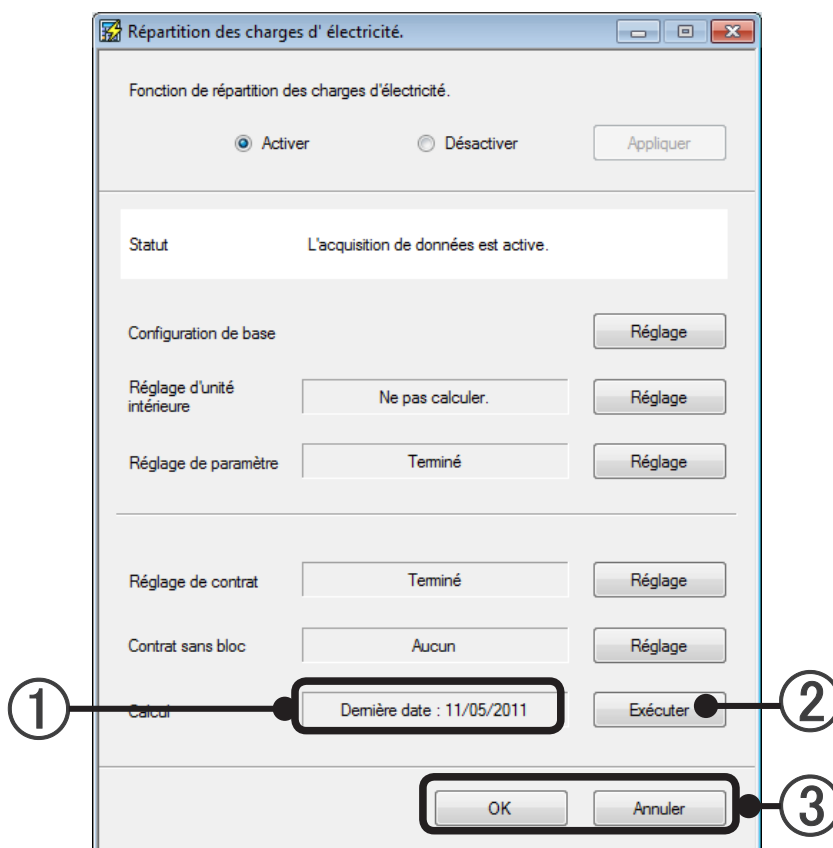 Répartition des charges d' électricité.
Fonction de répartition des charges d'électricité.
Activer Désactiver Appliquer
Statut L'acquisition de données est active.
Configuration de base Réglage
Réglage d'unité
intérieure
Ne pas calculer. Réglage
Réglage de paramètre Terminé Réglage
Réglage de contrat Terminé Réglage
Contrat sans bloc Aucun Réglage
1 Calcul Dernière date : 11/05/2011 Exécuter 2
OK Annuler 3